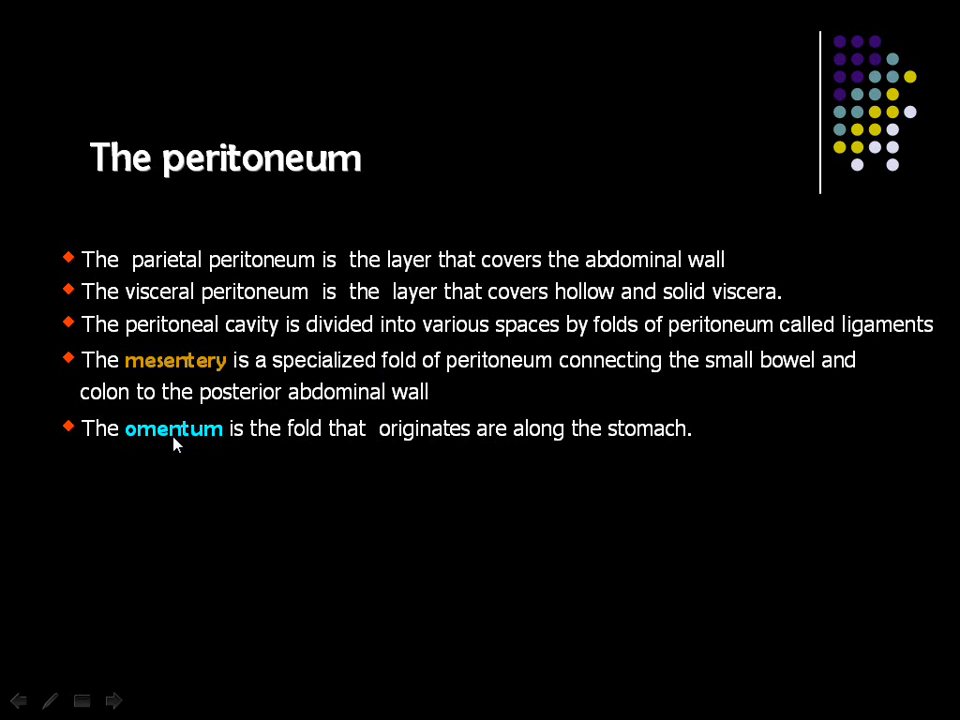 The peritoneum
The parietal peritoneum is the layer that covers the abdominal wall
The visceral peritoneum is the layer that covers hollow and solid viscera.
The peritoneal cavity is divided into various spaces by folds of peritoneum called ligaments
The mesentery is a specialized fold of peritoneum connecting the small bowel and
colon to the posterior abdominal wall
The omentum is the fold that originates are along the stomach.